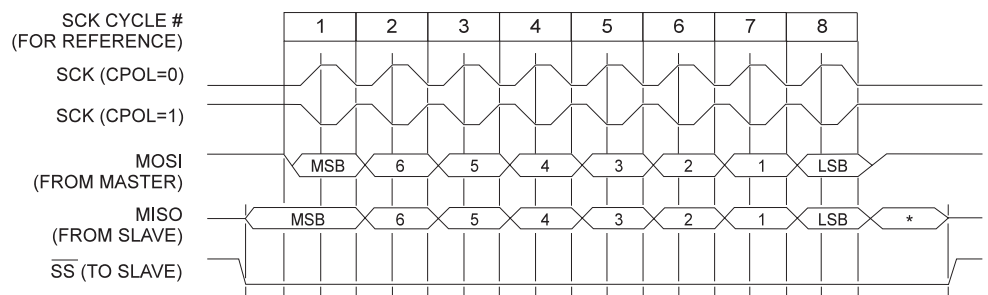 SCK CYCLE #
(FOR REFERENCE)
1 2 3 4 5 6 7 8
SCK (CPOL=0)
SCK (CPOL=1)
MOSI
(FROM MASTER)
MSB 6 5 4 3 2 1 LSB
MISO
(FROM SLAVE)
MSB 6 5 4 3 2 1 LSB *
SS (TO SLAVE)